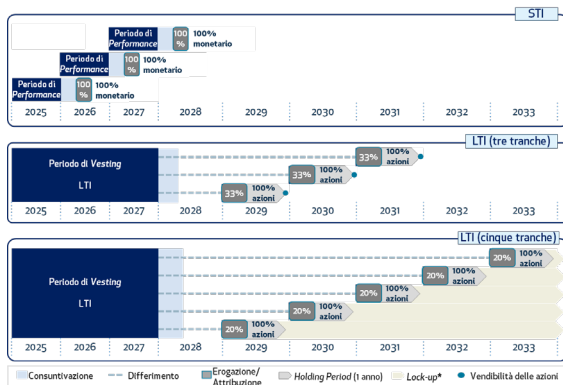 STI
Periodo di
Performance
100
%
100%
monetario
Periodo di
Performance
100
%
100%
monetario
Periodo di
Performance
100
%
100%
monetario
2025 2026 2027 2028 2029 2030 2031 2032 2033
LTI (tre tranche)
Periodo di Vesting
LTI
33%
100%
azioni
33%
100%
azioni
33%
100%
azioni
2025 2026 2027 2028 2029 2030 2031 2032 2033
LTI (cinque tranche)
Periodo di Vesting
LTI
20%
100%
azioni
20%
100%
azioni
20%
100%
azioni
20%
100%
azioni
20%
100%
azioni
2025 2026 2027 2028 2029 2030 2031 2032 2033
Consuntivazione
Differimento
Erogazione/
Attribuzione
Holding Period (1 anno)
Lock-up*
Vendibilità delle azioni